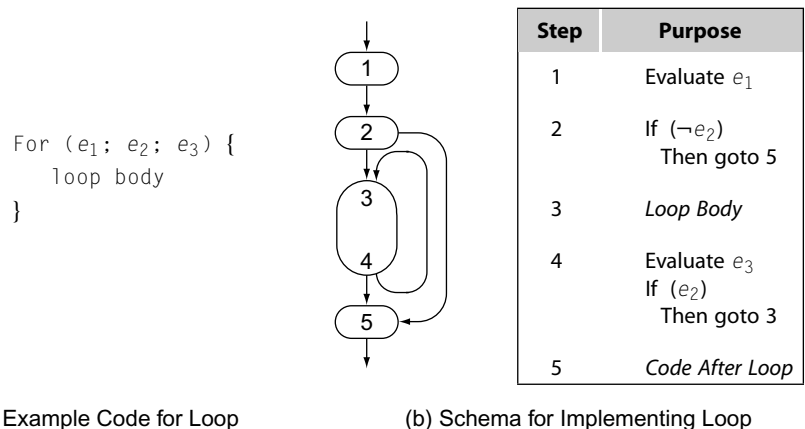 For (e₁; e₂; e₃) {
loop body
}
1
2
3
4
5
Step Purpose
1 Evaluate e₁
2 If (¬e₂)
Then goto 5
3 Loop Body
4 Evaluate e₃
If (e₂)
Then goto 3
5 Code After Loop
Example Code for Loop
(b) Schema for Implementing Loop